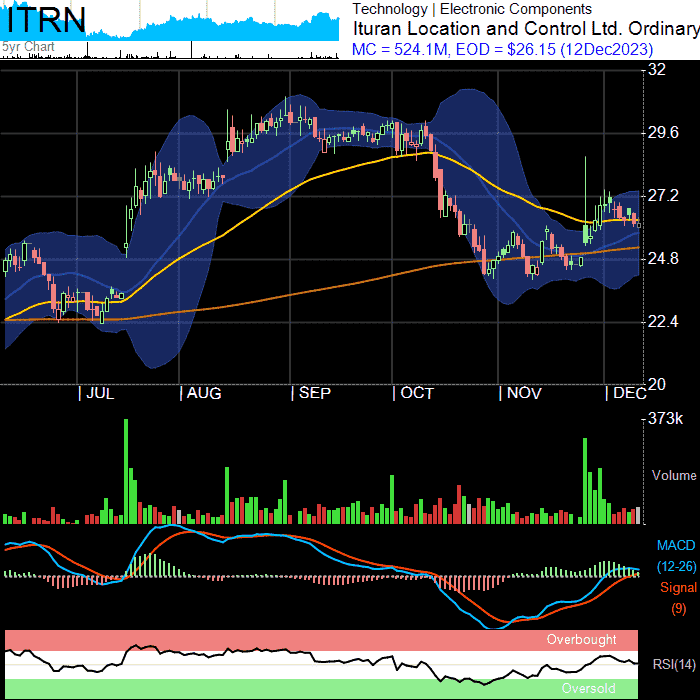 ITRN
5yr Chart
Technology | Electronic Components
Ituran Location and Control Ltd. Ordinary
MC = 524.1M, EOD = $26.15 (12Dec2023)
32
29.6
27.2
24.8
22.4
20
| JUL | AUG | SEP | OCT | NOV | DEC
373k
Volume
MACD
(12-26)
Signal
(9)
Overbought
RSI(14)
Oversold